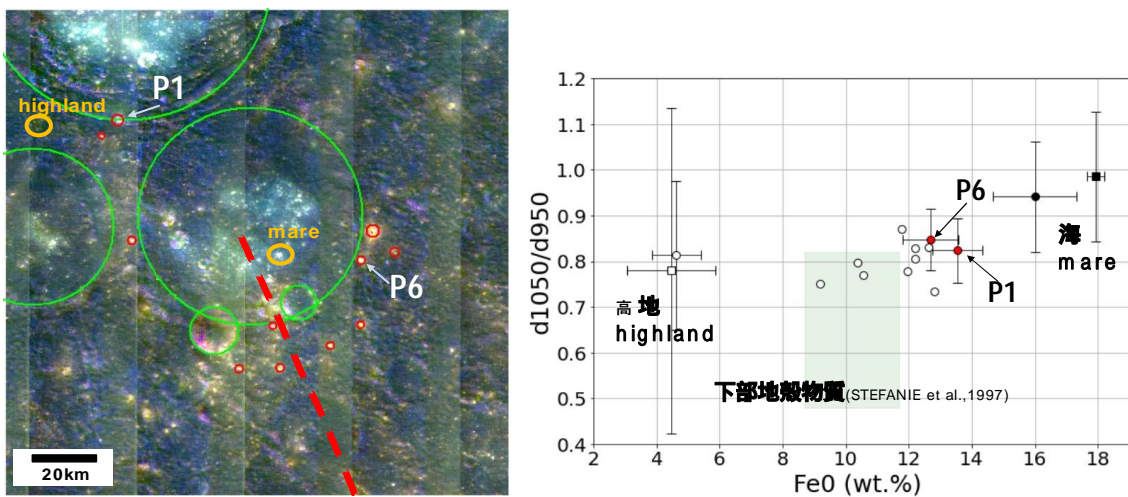 P1
highland
mare
P6
20km
1.2
1.1
1.0
0.9
0.8
0.7
0.6
0.5
0.4
2
4
6
8
10
12
14
16
18
d1050/d950
Fe0 (wt.%)
P6
P1
海
mare
高地
highland
下部地殻物質(STEFANIE et al.,1997)